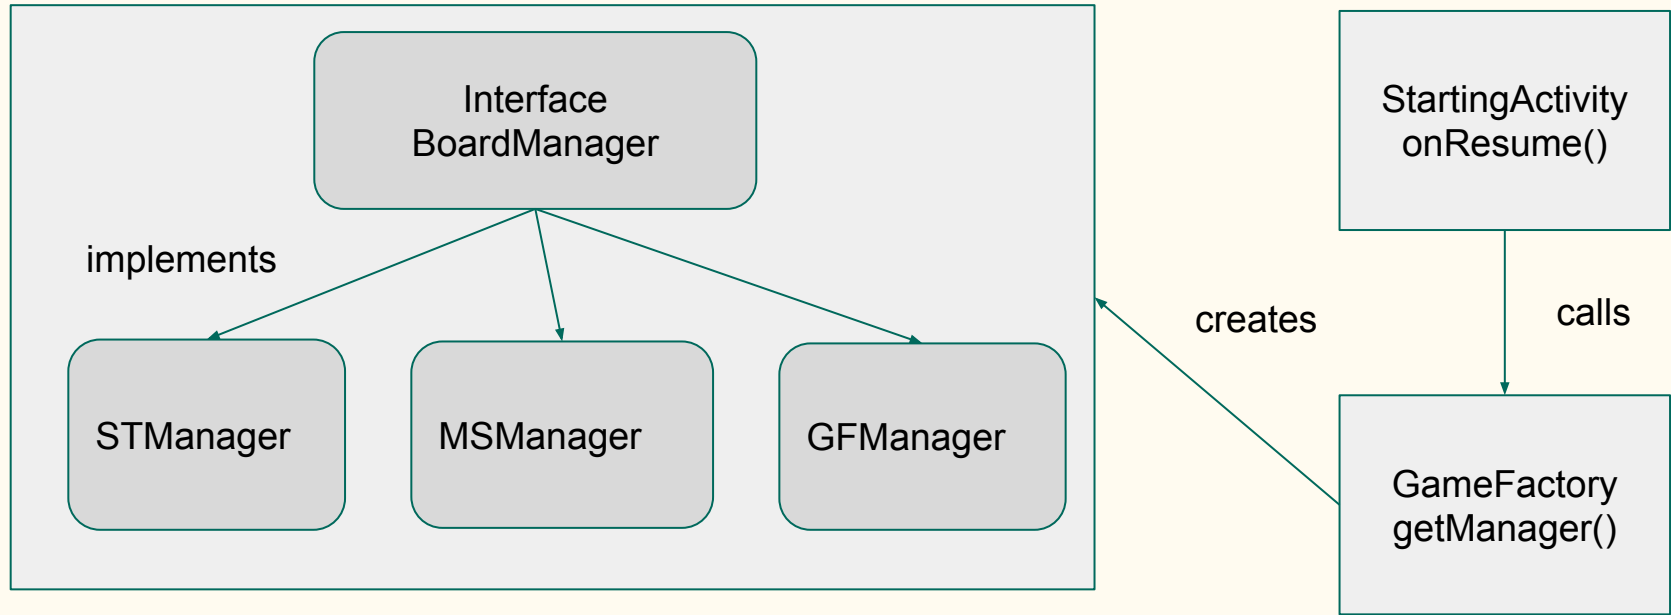 Interface
BoardManager
implements
STManager
MSManager
GFManager
StartingActivity
onResume()
creates
calls
GameFactory
getManager()